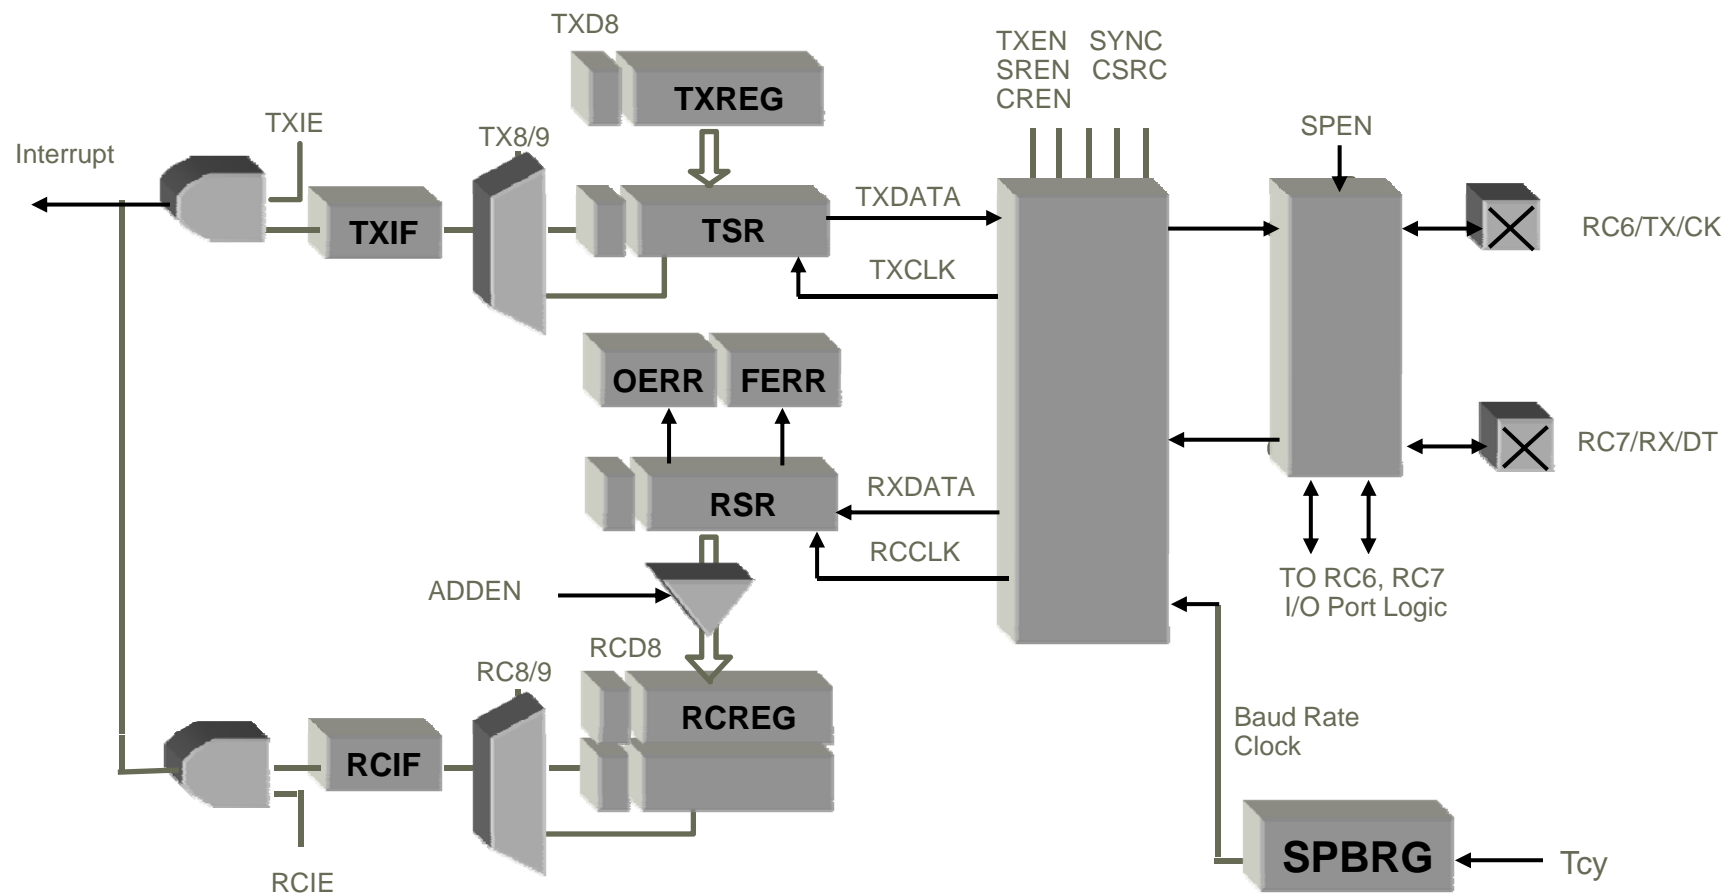 TXD8
TXEN SYNC
SREN CSRC
CREN
TXREG
TXIE
TX8/9
SPEN
Interrupt
TXIF
TSR
TXDATA
RC6/TX/CK
TXCLK
OERR
FERR
RC7/RX/DT
RSR
RXDATA
RCCLK
ADDEN
TO RC6, RC7
I/O Port Logic
RCD8
RC8/9
RCREG
RCIF
Baud Rate
Clock
SPBRG
Tcy
RCIE